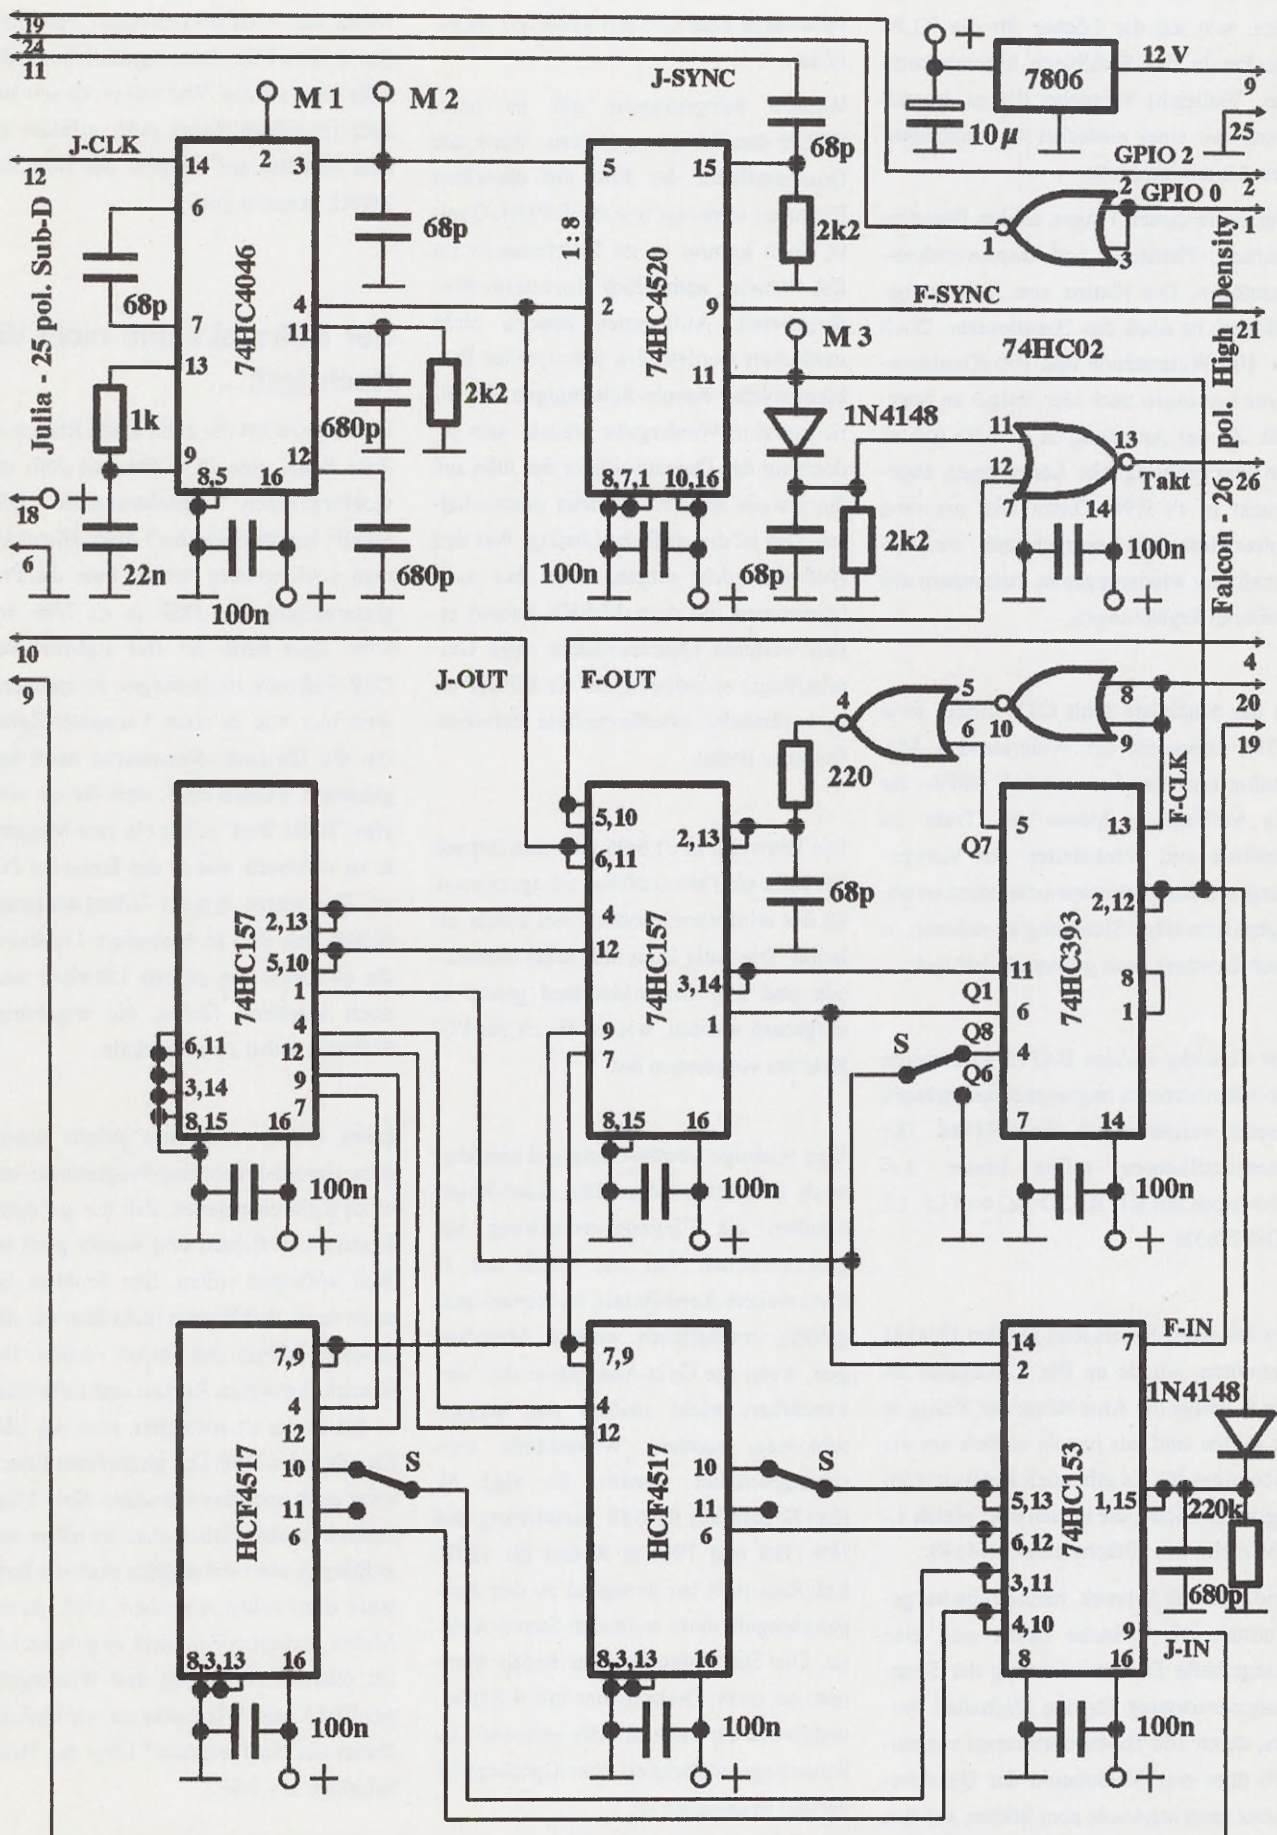 19
24
11
J-SYNC
+
7806
12 V
9
10 µ
25
M 1
M 2
J-CLK
12
14
2
3
6
68p
7
13
1k
9
8,5
16
4
11
12
74HC4046
68p
680p
2k2
680p
22n
100n
+
18
+
6
Julia - 25 pol. Sub-D
5
15
1 : 8
2
9
11
74HC4520
8,7,1
10,16
100n
+
68p
2k2
68p
2k2
M 3
1N4148
GPIO 2
2
GPIO 0
1
2
3
1
F-SYNC
21
74HC02
11
12
13
Takt
26
14
100n
+
Falcon - 26 pol. High Density
10
9
J-OUT
F-OUT
4
20
19
4
5
6
10
8
9
220
68p
F-CLK
74HC157
2,13
5,10
1
4
12
9
7
6,11
3,14
8,15
16
100n
+
74HC157
5,10
6,11
2,13
4
12
3,14
1
9
7
8,15
16
100n
+
74HC393
5
Q7
13
2,12
11
Q1
6
8
1
Q8
4
Q6
S
7
14
100n
+
HCF4517
7,9
4
12
10
11
6
S
8,3,13
16
100n
+
HCF4517
7,9
4
12
10
11
6
S
8,3,13
16
100n
+
74HC153
14
2
7
F-IN
1N4148
5,13
1,15
6,12
3,11
4,10
9
J-IN
220k
680p
8
16
100n
+